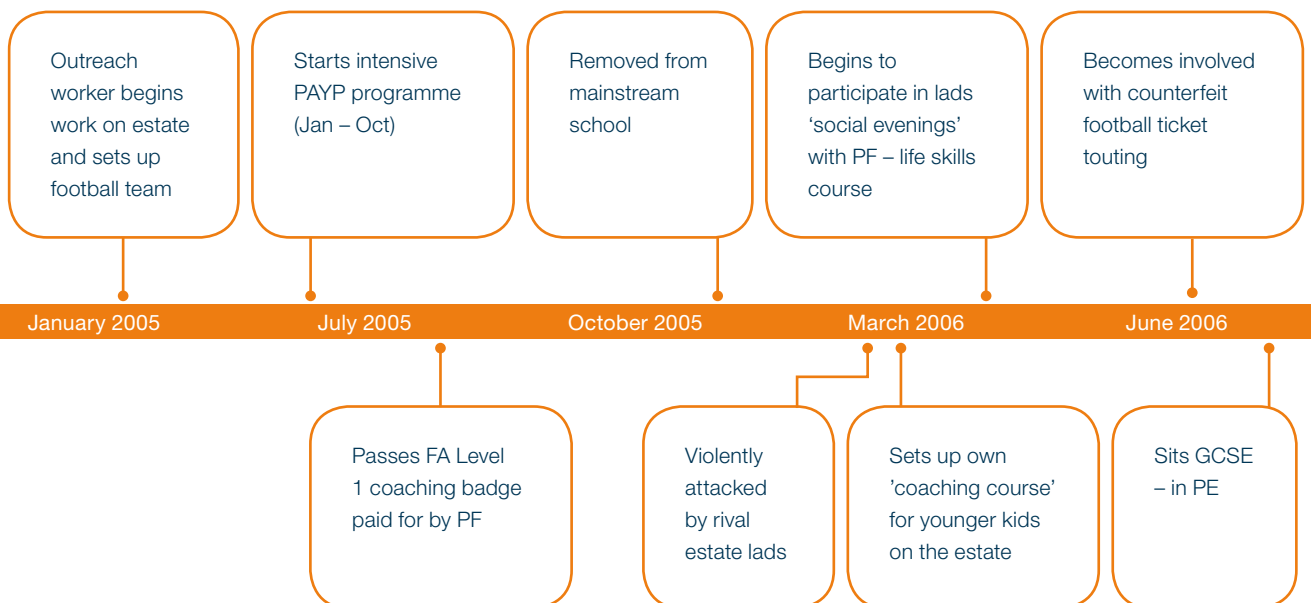 Outreach
worker begins
work on estate
and sets up
football team
Starts intensive
PAYP programme
(Jan – Oct)
Removed from
mainstream
school
Begins to
participate in lads
‘social evenings’
with PF – life skills
course
Becomes involved
with counterfeit
football ticket
touting
January 2005
July 2005
October 2005
March 2006
June 2006
Passes FA Level
1 coaching badge
paid for by PF
Violently
attacked
by rival
estate lads
Sets up own
’coaching course’
for younger kids
on the estate
Sits GCSE
– in PE